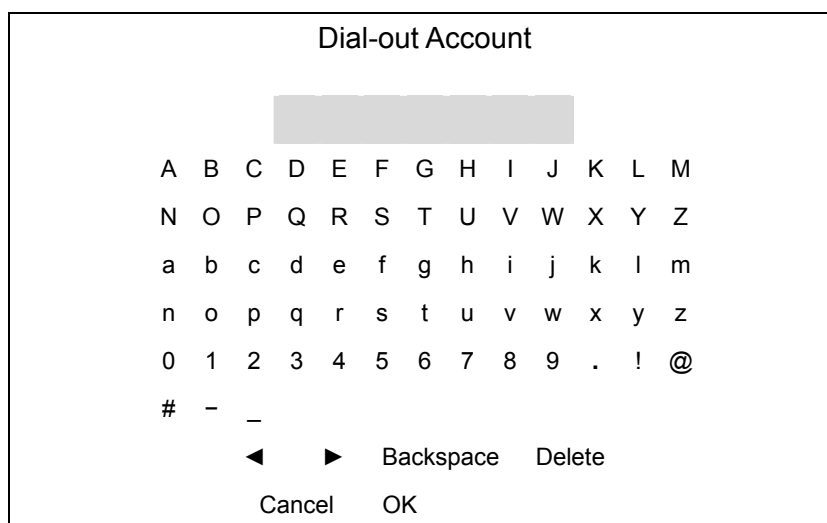 Dial-out Account
A B C D E F G H I J K L M
N O P Q R S T U V W X Y Z
a b c d e f g h i j k l m
n o p q r s t u v w x y z
0 1 2 3 4 5 6 7 8 9 . ! @
# − _
◄ ► Backspace Delete
Cancel OK